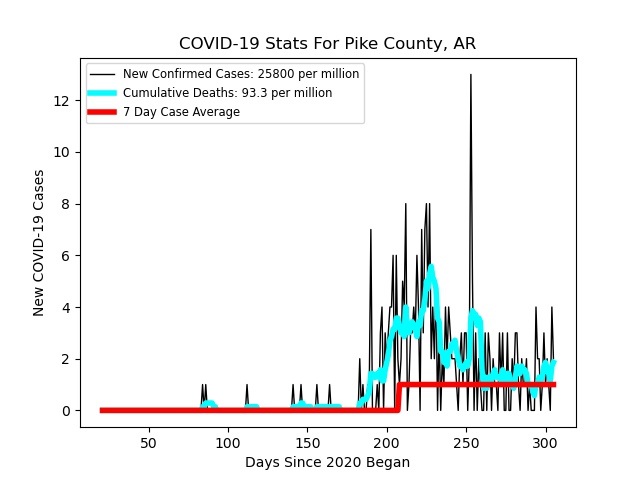 COVID-19 Stats For Pike County, AR
New Confirmed Cases: 25800 per million
Cumulative Deaths: 93.3 per million
7 Day Case Average
New COVID-19 Cases
12
10
8
6
4
2
0
50 100 150 200 250 300
Days Since 2020 Began